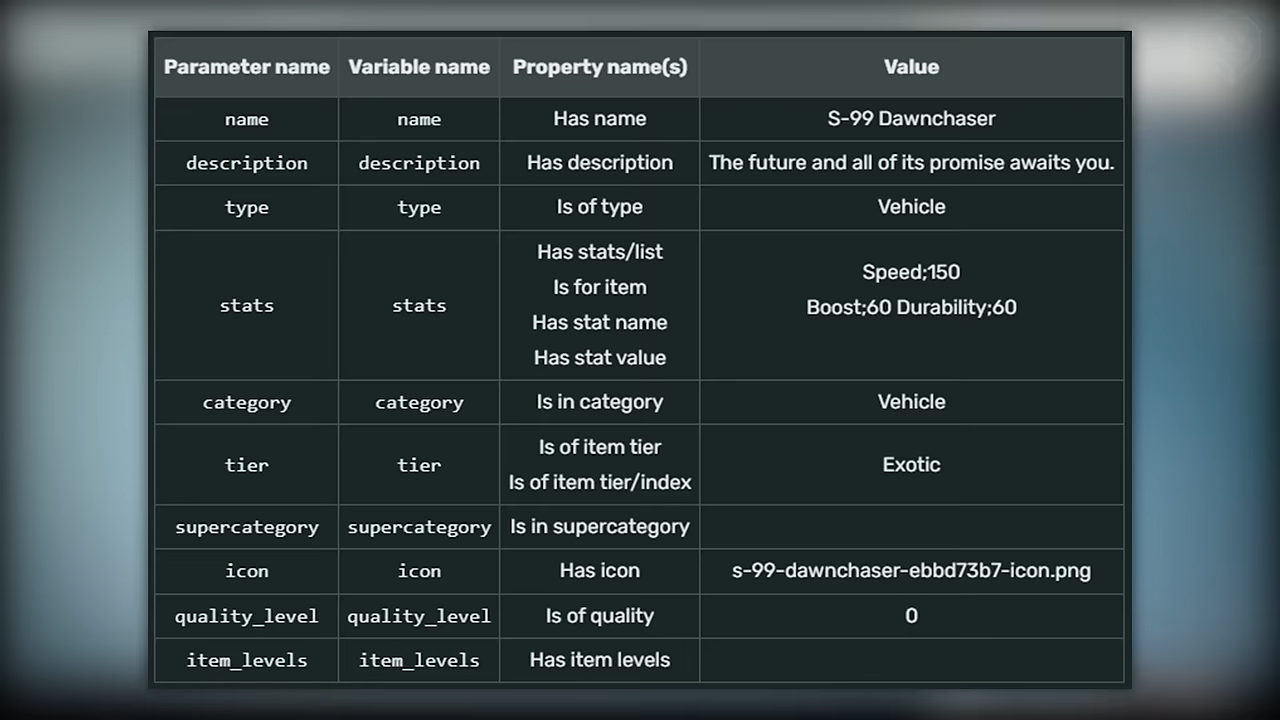 Parameter name Variable name Property name(s) Value
name name Has name S-99 Dawnchaser
description description Has description The future and all of its promise awaits you.
type type Is of type Vehicle
stats stats Has stats/list
Is for item
Has stat name
Has stat value
Speed;150
Boost;60 Durability;60
category category Is in category Vehicle
tier tier Is of item tier
Is of item tier/index
Exotic
supercategory supercategory Is in supercategory
icon icon Has icon s-99-dawnchaser-ebbd73b7-icon.png
quality_level quality_level Is of quality 0
item_levels item_levels Has item levels